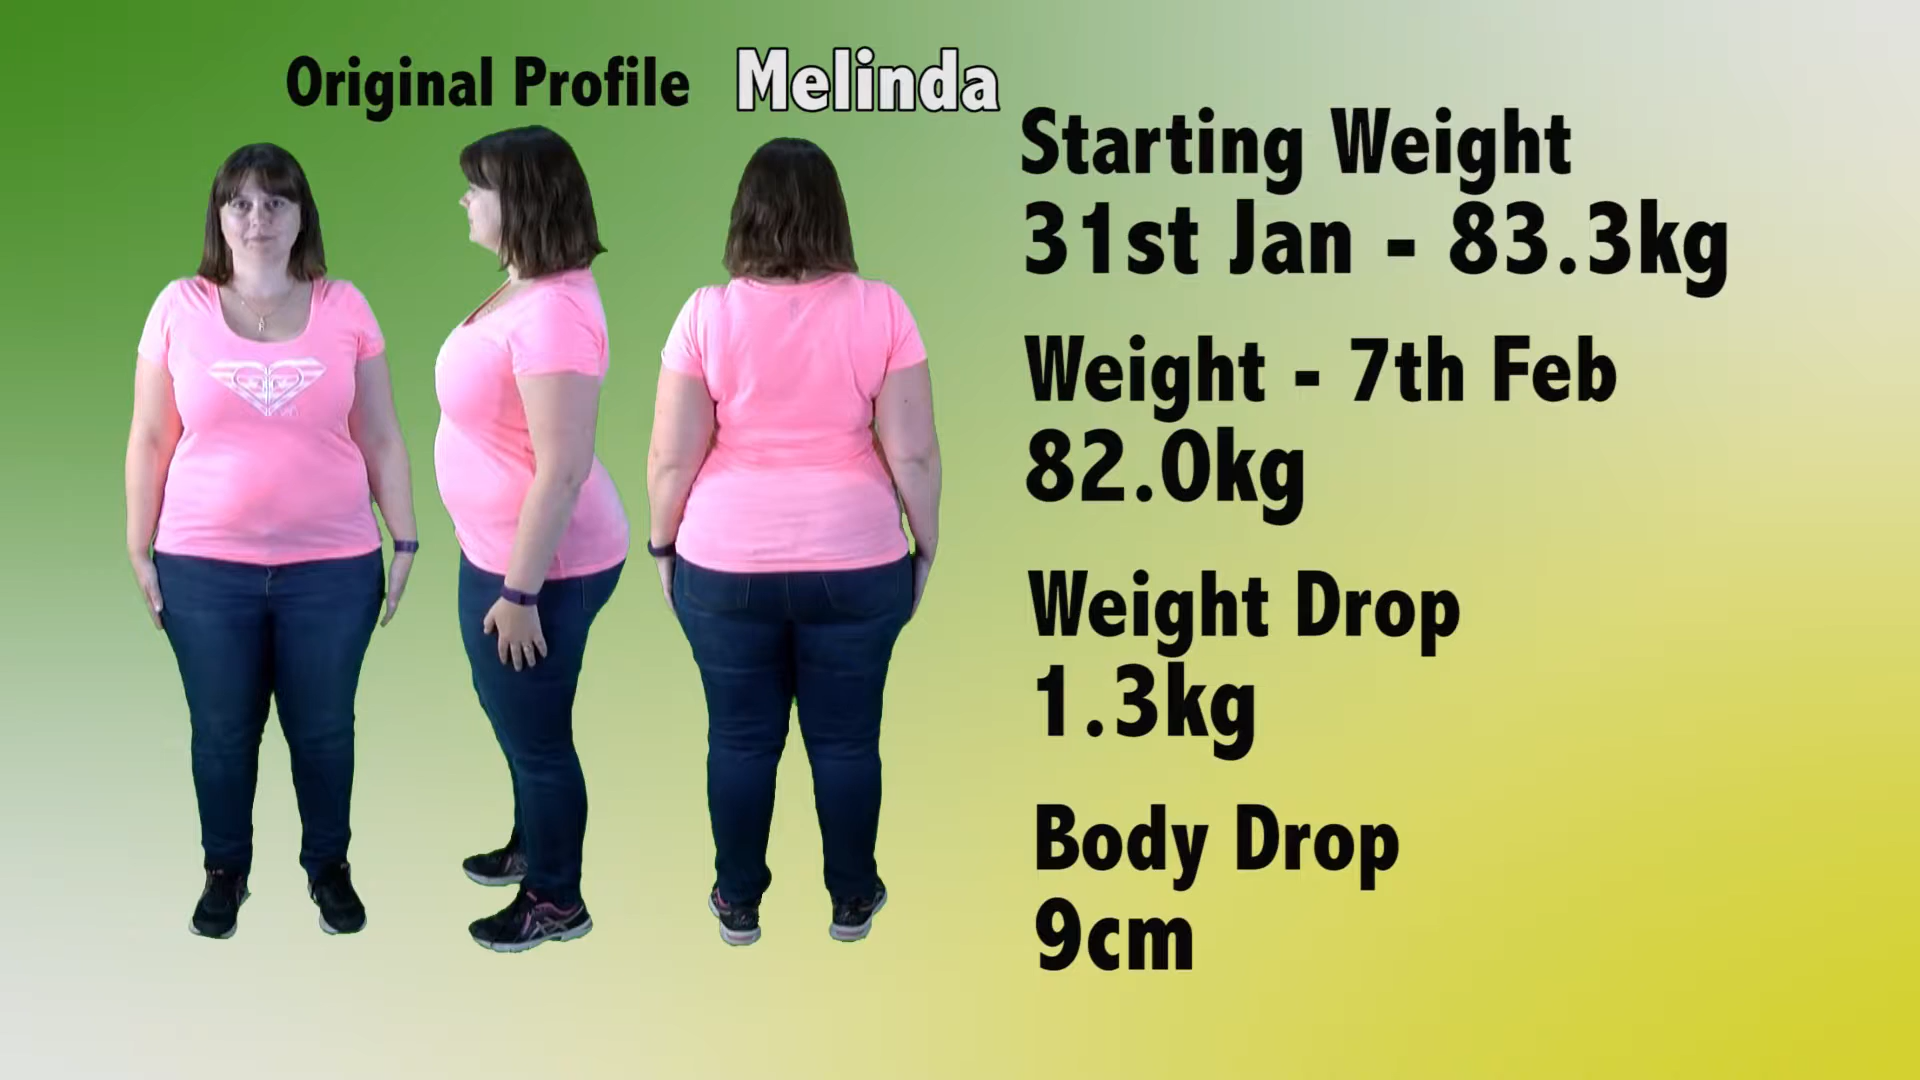 Original Profile Melinda
Starting Weight
31st Jan - 83.3kg
Weight - 7th Feb
82.0kg
Weight Drop
1.3kg
Body Drop
9cm